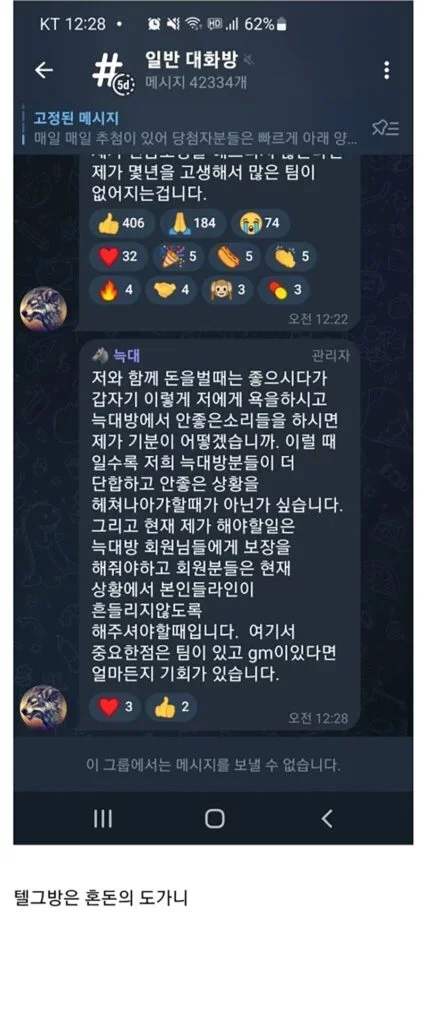 KT 12:28 • HD 62%
일반 대화방
5d
메시지 42334개
고정된 메시지
매일 매일 추첨이 있어 당첨자분들은 빠르게 아래 양...
제가 몇년을 고생해서 많은 팀이
없어지는겁니다.
406 184 74
32 5 5 5
4 4 3 3
오전 12:22
늑대 관리자
저와 함께 돈을벌때는 좋으시다가
갑자기 이렇게 저에게 욕을하시고
늑대방에서 안좋은소리들을 하시면
제가 기분이 어떻겠습니까. 이럴 때
일수록 저희 늑대방분들이 더
단합하고 안좋은 상황을
헤쳐나아갸할때가 아닌가 싶습니다.
그리고 현재 제가 해야할일은
늑대방 회원님들에게 보장을
해줘야하고 회원분들은 현재
상황에서 본인들라인이
흔들리지않도록
해주셔야할때입니다. 여기서
중요한점은 팀이 있고 gm이있다면
얼마든지 기회가 있습니다.
3 2
오전 12:28
이 그룹에서는 메시지를 보낼 수 없습니다.
텔그방은 혼돈의 도가니